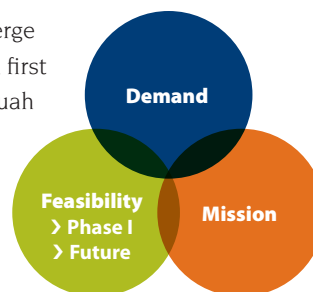 erge
first
uah
Demand
Feasibility
› Phase I
› Future
Mission